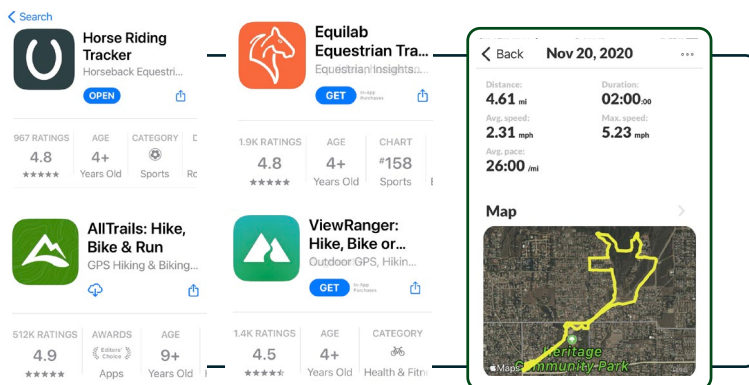 Search
Horse Riding
Tracker
Horseback Equestri...
OPEN
967 RATINGS
4.8
★★★★★
AGE
4+
Years Old
CATEGORY
Sports
D
Ro
Equilab
Equestrian Tra...
Equestrian Insights...
GET
In-App
Purchases
1.9K RATINGS
4.8
★★★★★
AGE
4+
Years Old
CHART
#158
Sports
AllTrails: Hike,
Bike & Run
GPS Hiking & Biking...
512K RATINGS
4.9
★★★★★
AWARDS
Editors'
Choice
Apps
AGE
9+
Years Old
ViewRanger:
Hike, Bike or...
Outdoor GPS, Hikin...
GET
In-App
Purchases
1.4K RATINGS
4.5
AGE
4+
Years Old
CATEGORY
Health & Fitn
Back
Nov 20, 2020
Distance:
4.61 mi
Duration:
02:00:00
Avg. speed:
2.31 mph
Max. speed:
5.23 mph
Avg. pace:
26:00 /mi
Map
Heritage
Community Park
Maps